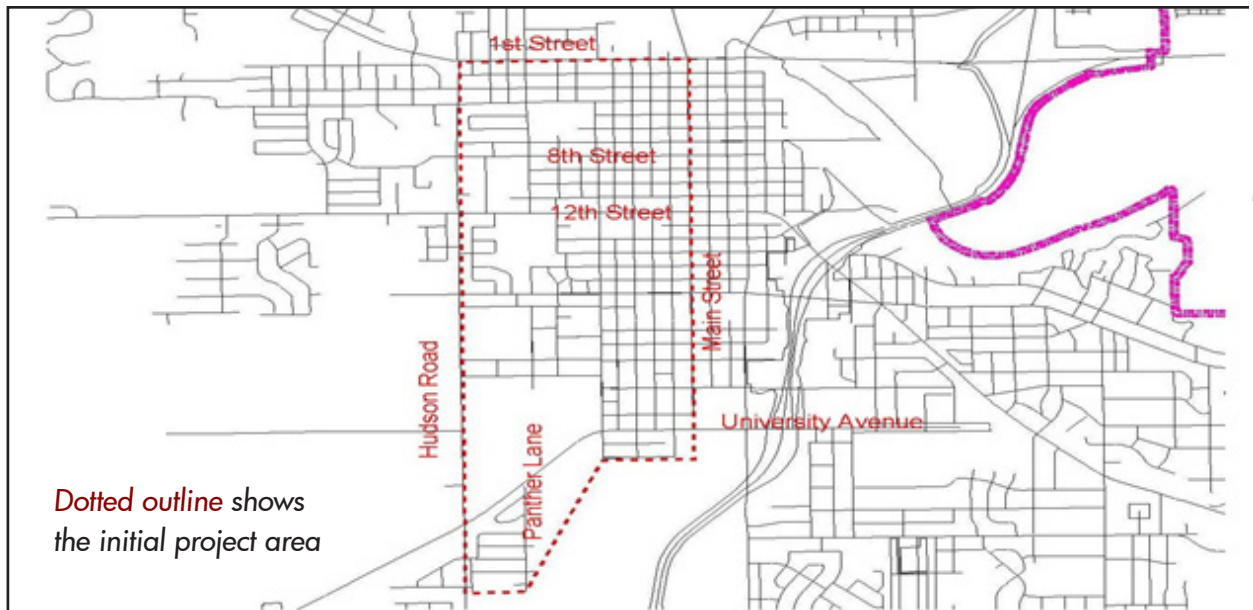 1st Street
8th Street
12th Street
Main Street
Hudson Road
University Avenue
Panther Lane
Dotted outline shows
the initial project area